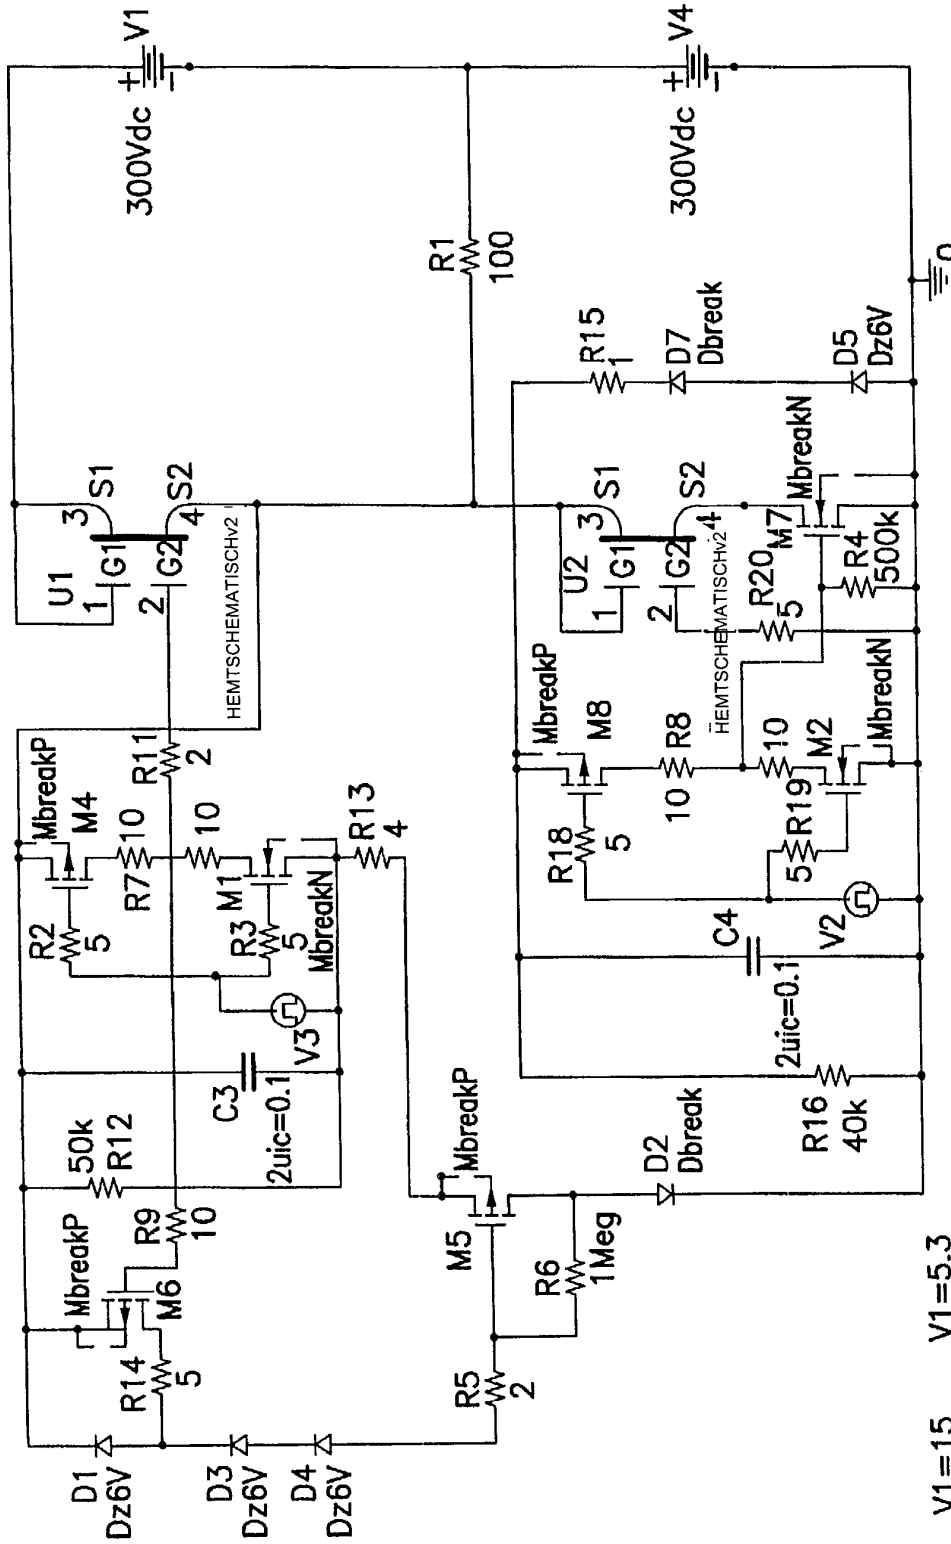 V1
300Vdc
+
-
V4
300Vdc
+
-
R1
100
0
S1
3
U1
1
G1
G2
2
4
S2
HEMTSCHEMATISCHv2
R15
1
D7
Dbreak
D5
Dz6V
S1
3
U2
1
G1
G2
2
4
S2
HEMTSCHEMATISCHv2
MbreakN
M7
R4
500k
R20
5
MbreakP
M8
R8
10
10
M2
MbreakN
R18
5
R19
5
V2
C4
2uic=0.1
R16
40k
MbreakP
M4
R11
2
10
R7
10
M1
MbreakN
R13
4
R2
5
R3
5
V3
C3
2uic=0.1
50k
R12
R9
10
MbreakP
M6
R14
5
D1
Dz6V
D3
Dz6V
D4
Dz6V
R5
2
R6
1Meg
M5
MbreakP
D2
Dbreak
V1=15
V1=5.3